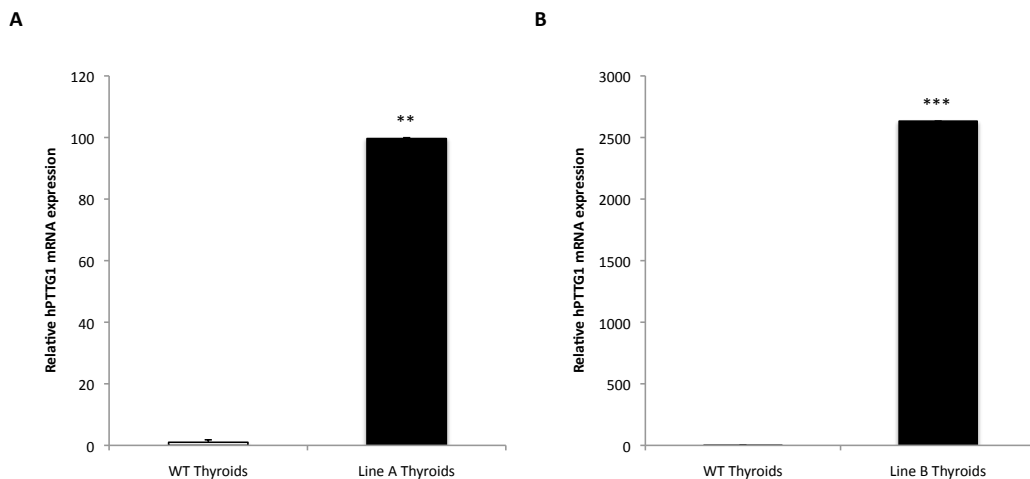 A
Relative hPTTG1 mRNA expression
120
100
80
60
40
20
0
**
WT Thyroids
Line A Thyroids
B
Relative hPTTG1 mRNA expression
3000
2500
2000
1500
1000
500
0
***
WT Thyroids
Line B Thyroids